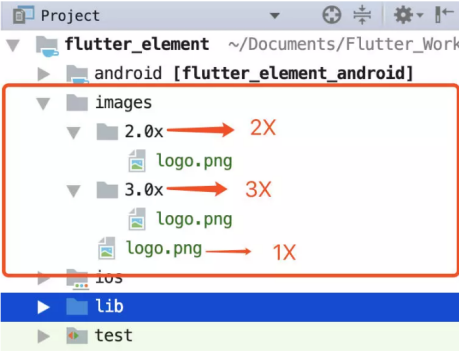 Project
flutter_element ~/Documents/Flutter_Work
android [flutter_element_android]
images
2.0x 2X
logo.png
3.0x 3X
logo.png
logo.png 1X
ios
lib
test